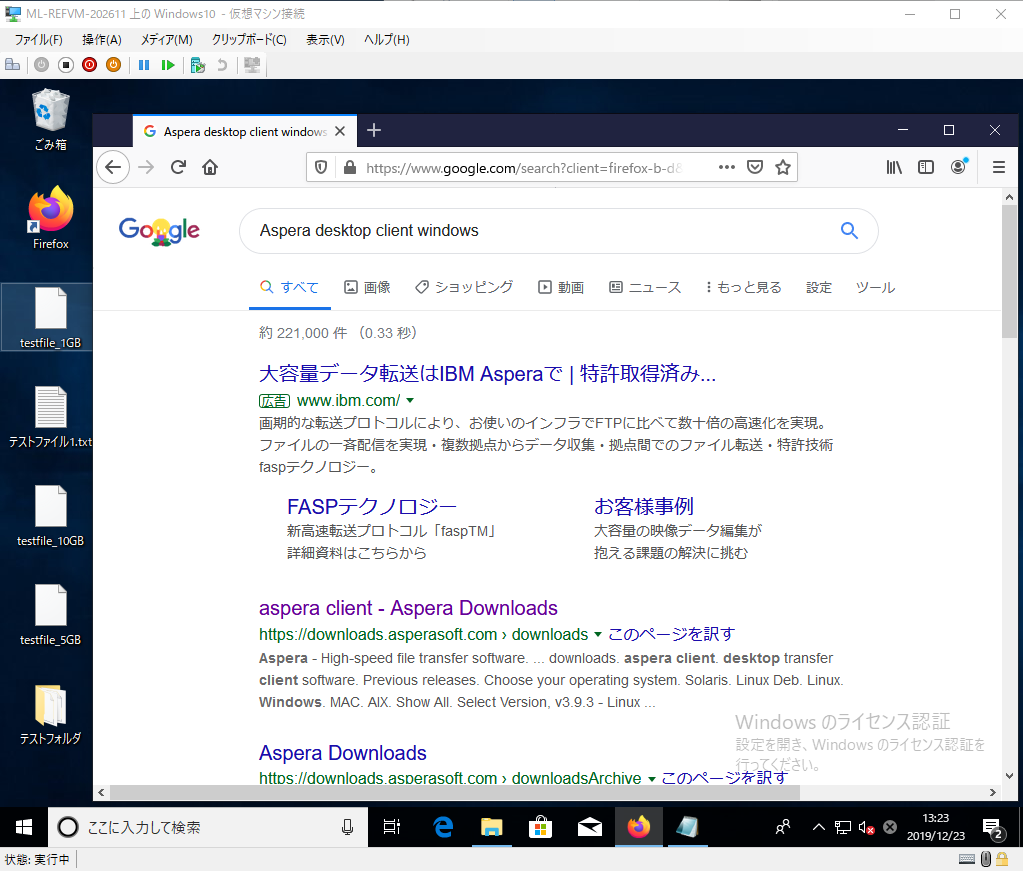 ML-REFVM-202611 上の Windows10 - 仮想マシン接続
ファイル(F) 操作(A) メディア(M) クリップボード(C) 表示(V) ヘルプ(H)
ごみ箱
Firefox
testfile_1GB
テストファイル1.txt
testfile_10GB
testfile_5GB
テストフォルダ
Aspera desktop client windows
https://www.google.com/search?client=firefox-b-d&
Google
Aspera desktop client windows
すべて 画像 ショッピング 動画 ニュース もっと見る 設定 ツール
約 221,000 件 （0.33 秒）
大容量データ転送はIBM Asperaで | 特許取得済み...
広告 www.ibm.com/
画期的な転送プロトコルにより、お使いのインフラでFTPに比べて数十倍の高速化を実現。
ファイルの一斉配信を実現・複数拠点からデータ収集・拠点間でのファイル転送・特許技術
faspテクノロジー。
FASPテクノロジー
新高速転送プロトコル「faspTM」
詳細資料はこちらから
お客様事例
大容量の映像データ編集が
抱える課題の解決に挑む
aspera client - Aspera Downloads
https://downloads.asperasoft.com › downloads このページを訳す
Aspera - High-speed file transfer software. ... downloads. aspera client. desktop transfer
client software. Previous releases. Choose your operating system. Solaris. Linux Deb. Linux.
Windows. MAC. AIX. Show All. Select Version, v3.9.3 - Linux ...
Aspera Downloads
https://downloads.asperasoft.com › downloadsArchive このページを訳す
Windows のライセンス認証
設定を開き、Windows のライセンス認証を
行ってください。
ここに入力して検索
13:23
2019/12/23
2
状態: 実行中